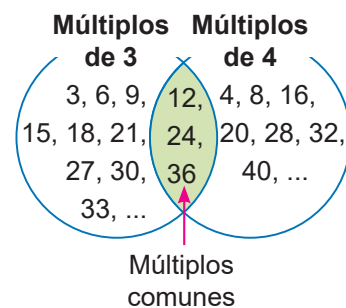 Múltiplos de 3
Múltiplos de 4
3, 6, 9,
15, 18, 21,
27, 30,
33, ...
12,
24,
36
4, 8, 16,
20, 28, 32,
40, ...
Múltiplos
comunes